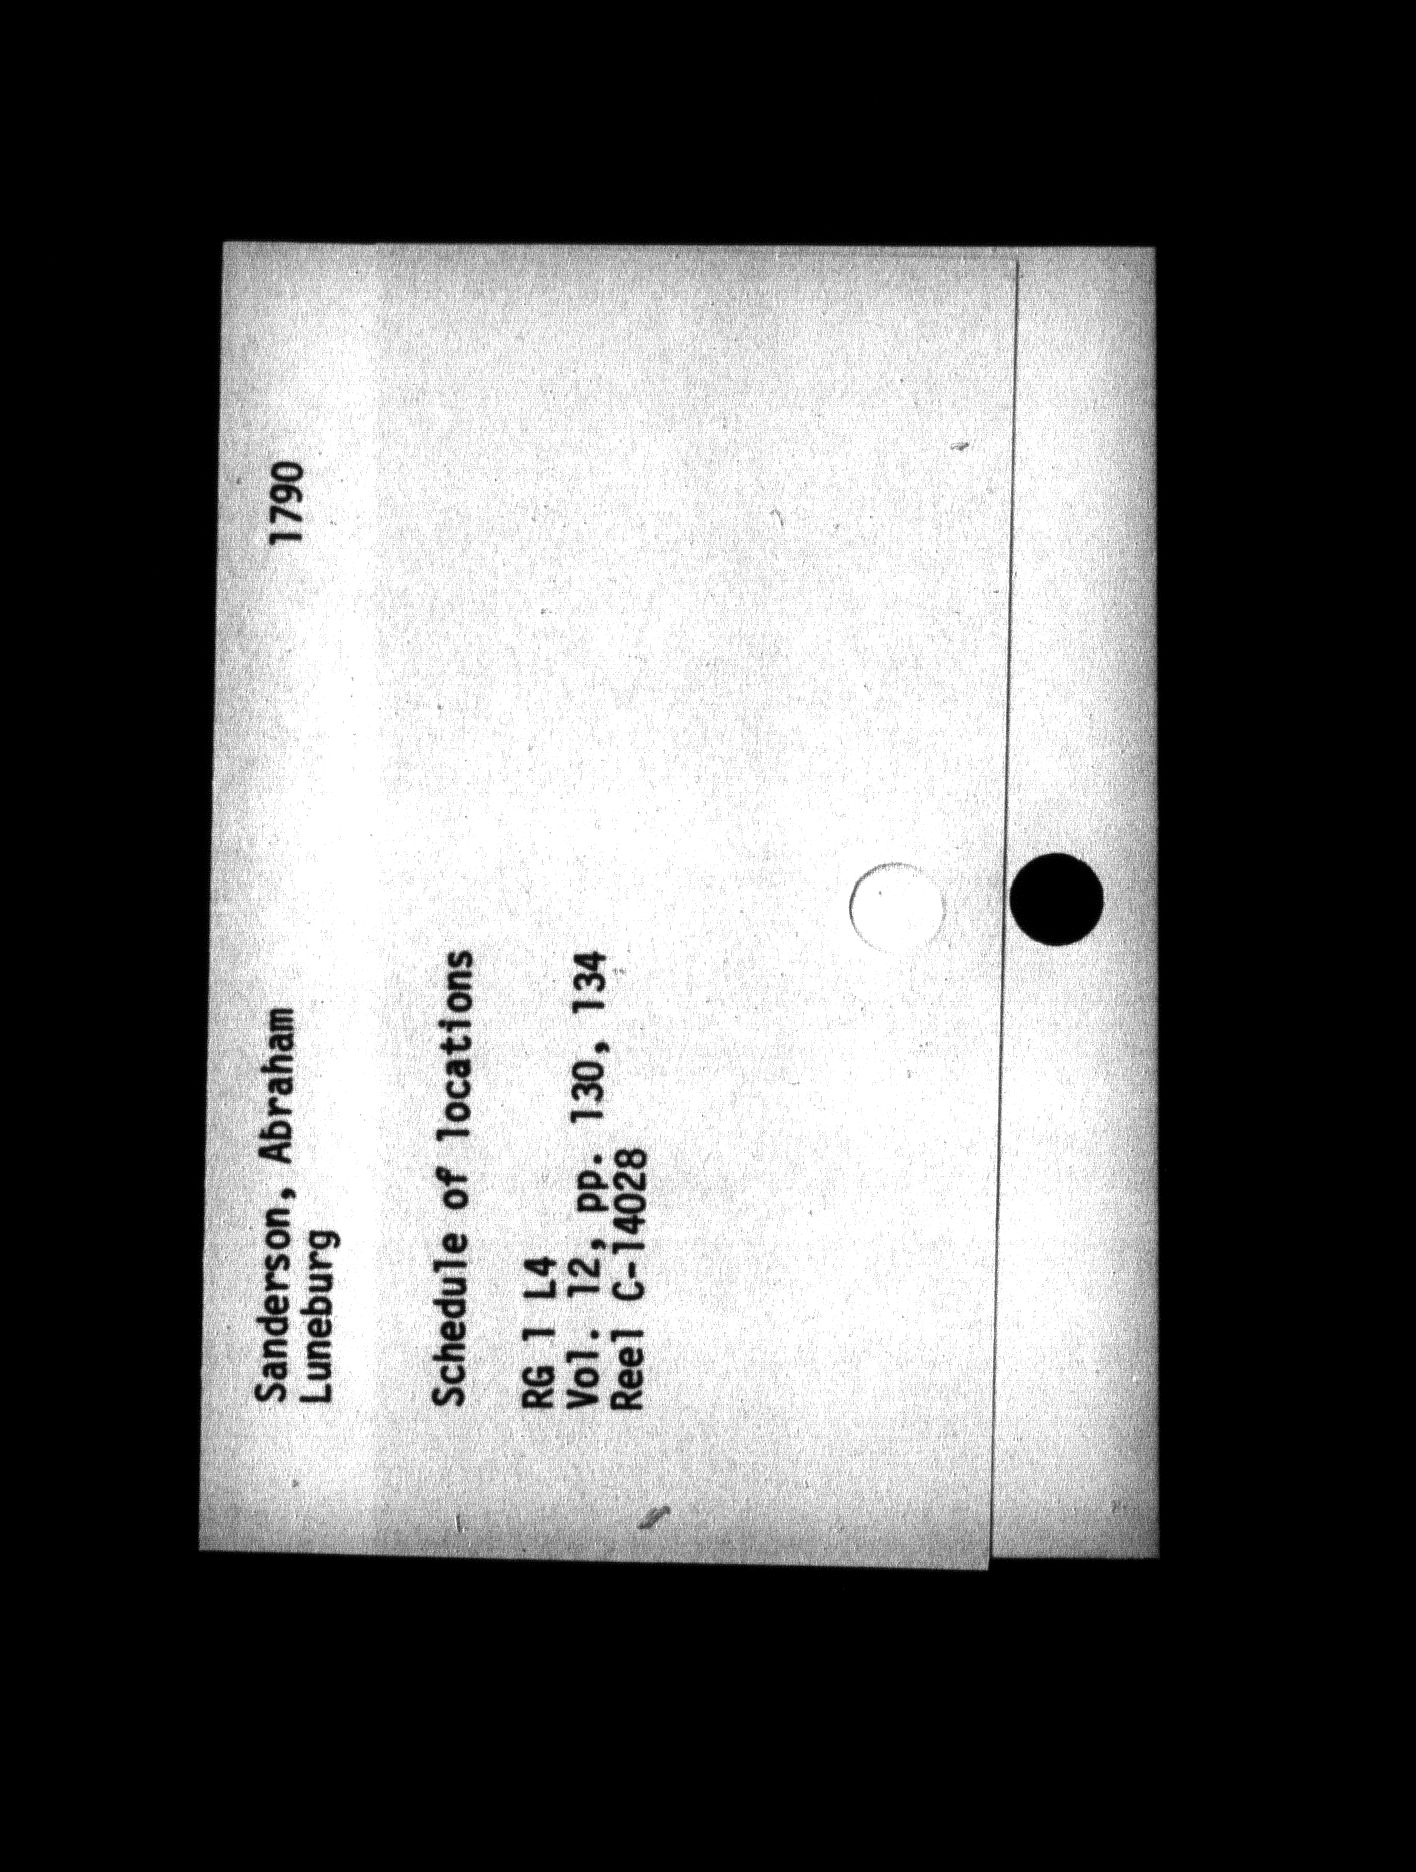 Sanderson, Abraham 1790
Luneburg
Schedule of locations
RG 1 L4
Vol. 12, pp. 130, 134
Reel C-14028